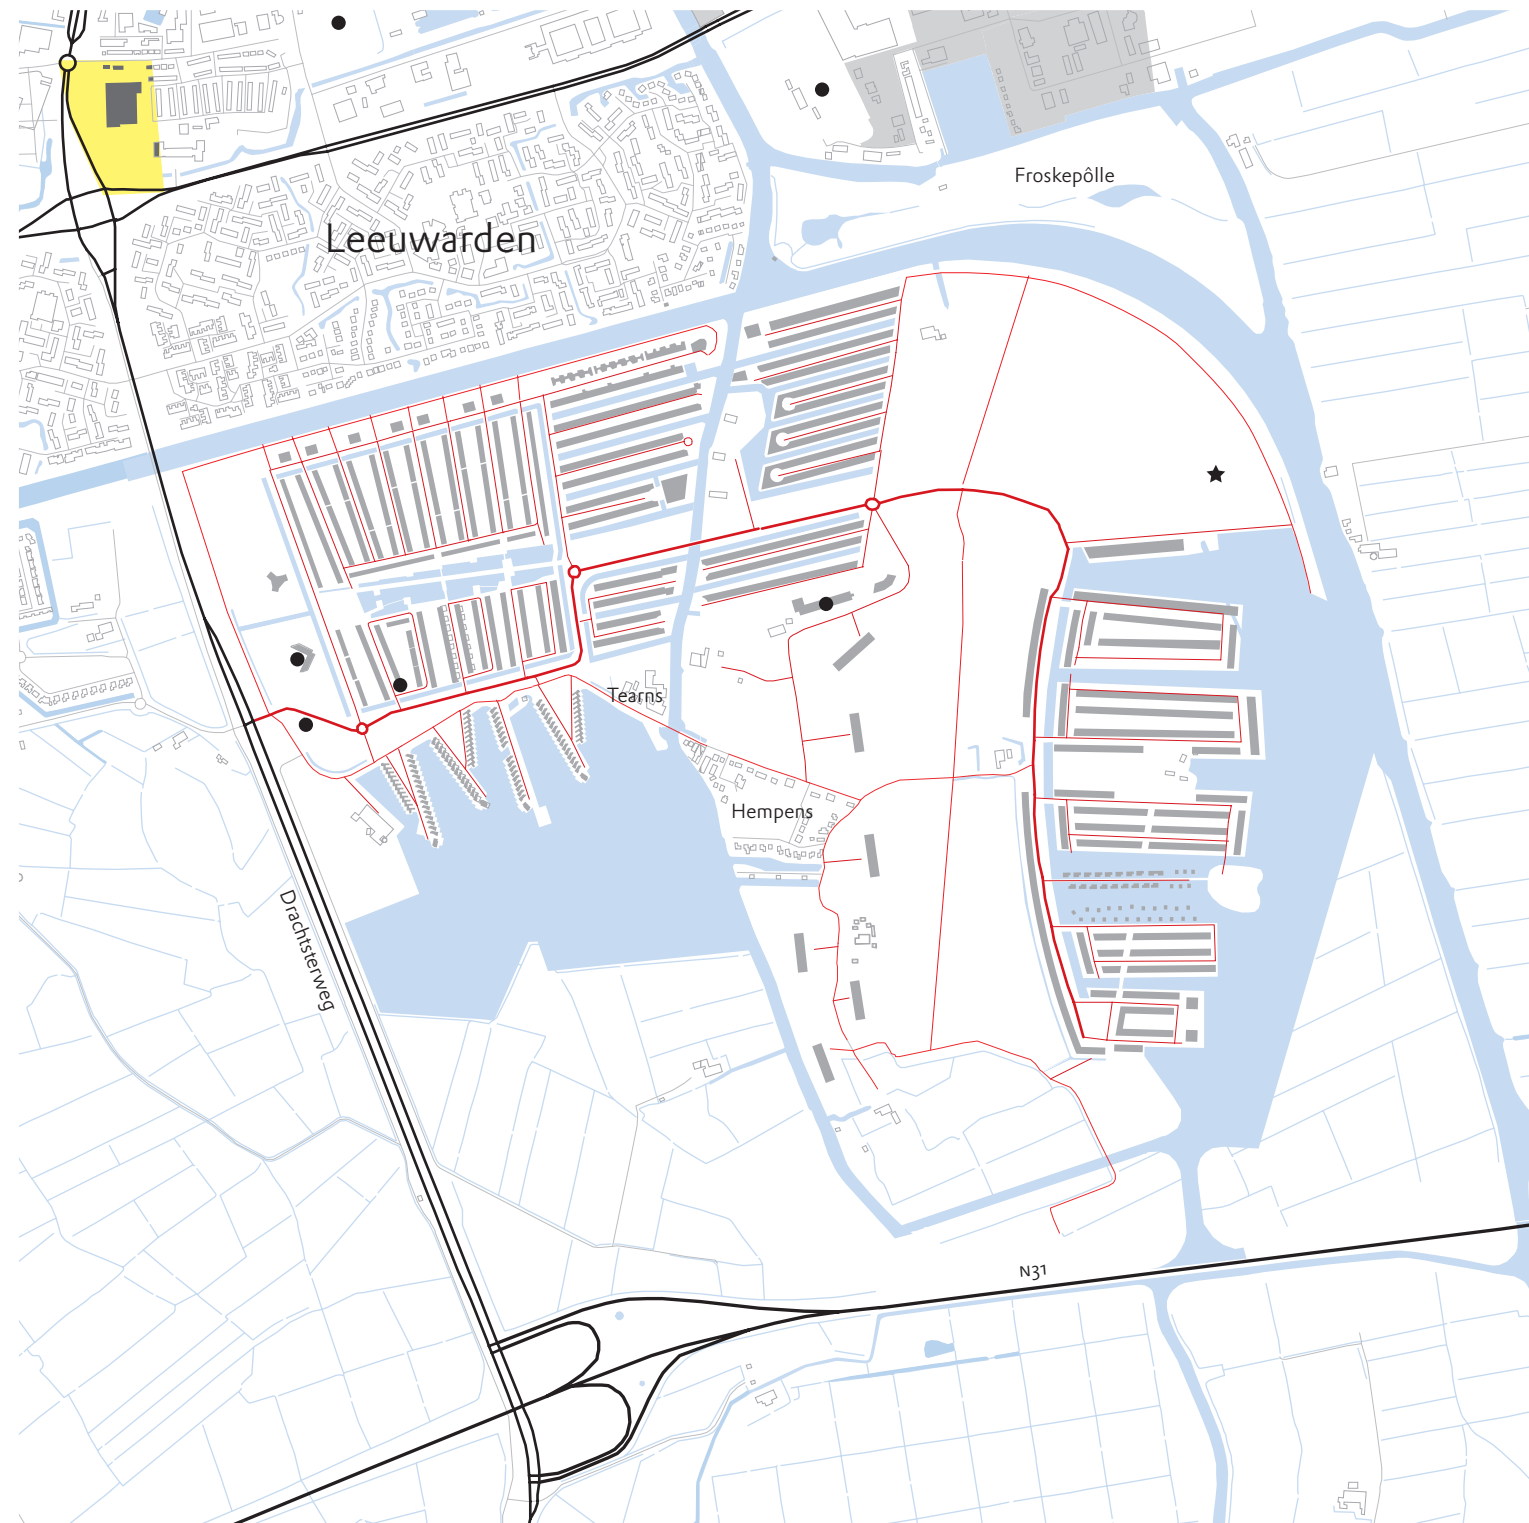 Froskepôlle
Leeuwarden
Tearns
Hempens
Drachtsterweg
N31